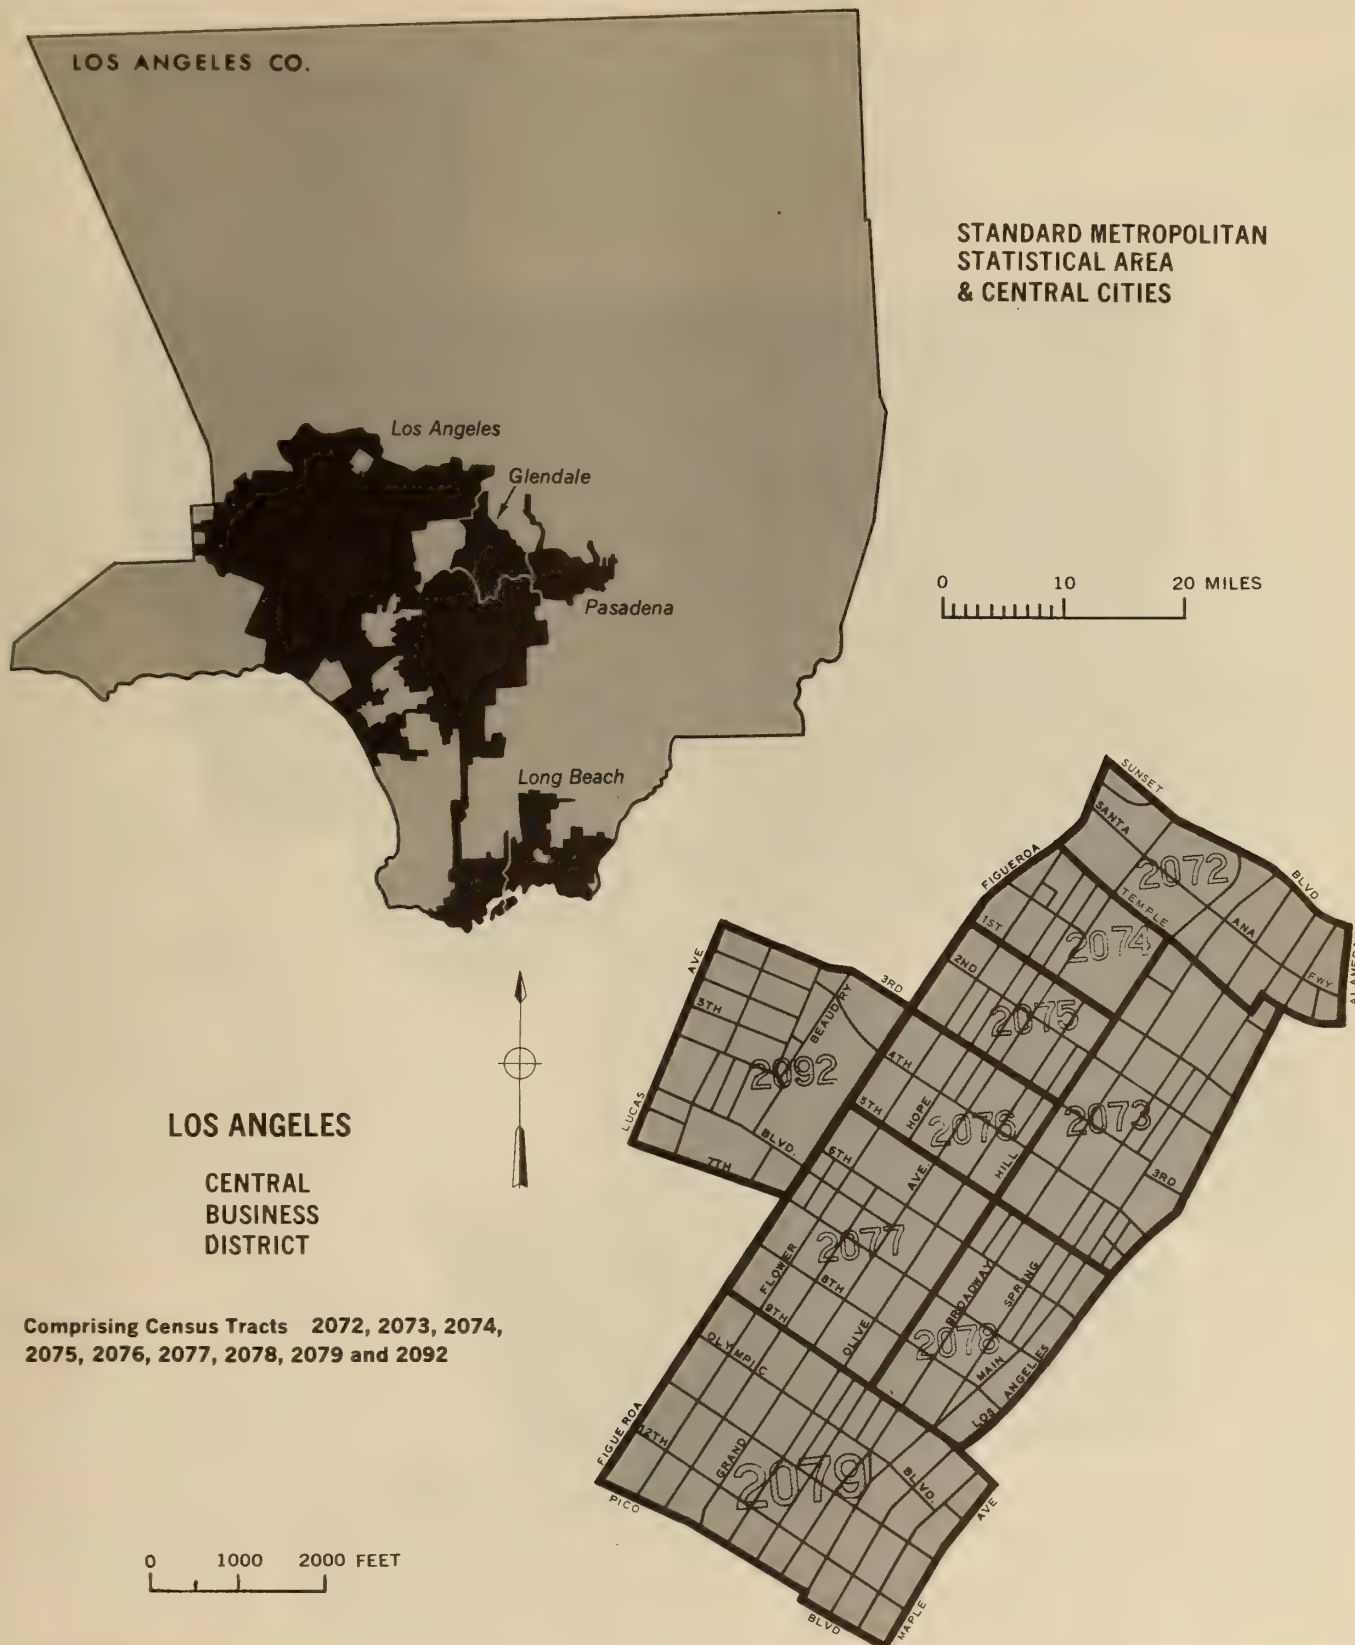 LOS ANGELES CO.
STANDARD METROPOLITAN
STATISTICAL AREA
& CENTRAL CITIES
Los Angeles
Glendale
Pasadena
0 10 20 MILES
Long Beach
SUNSET
BLVD
SANTA
ANA
FWY
2072
FIGUEROA
TEMPLE
1ST
2074
2ND
2075
AVE
3RD
5TH
BEAUDRY
2092
4TH
5TH
HOPE
2076
2073
LUCAS
BLVD.
7TH
6TH
AVE.
HILL
3RD
LOS ANGELES
CENTRAL
BUSINESS
DISTRICT
2077
FLOWER
8TH
9TH
BROADWAY
SPRING
OLIVE
2078
MAIN
LOS ANGELES
Comprising Census Tracts 2072, 2073, 2074,
2075, 2076, 2077, 2078, 2079 and 2092
OLYMPIC
BLVD.
FIGUEROA
12TH
GRAND
2079
PICO
BLVD
MAPLE
AVE
0 1000 2000 FEET